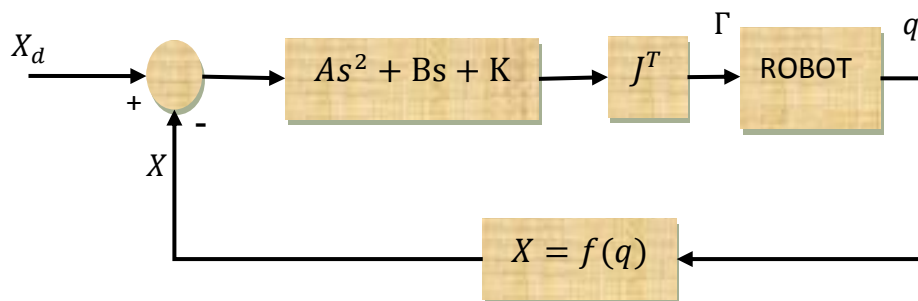 X_d
+
-
As² + Bs + K
J^T
Γ
ROBOT
q
X
X = f(q)